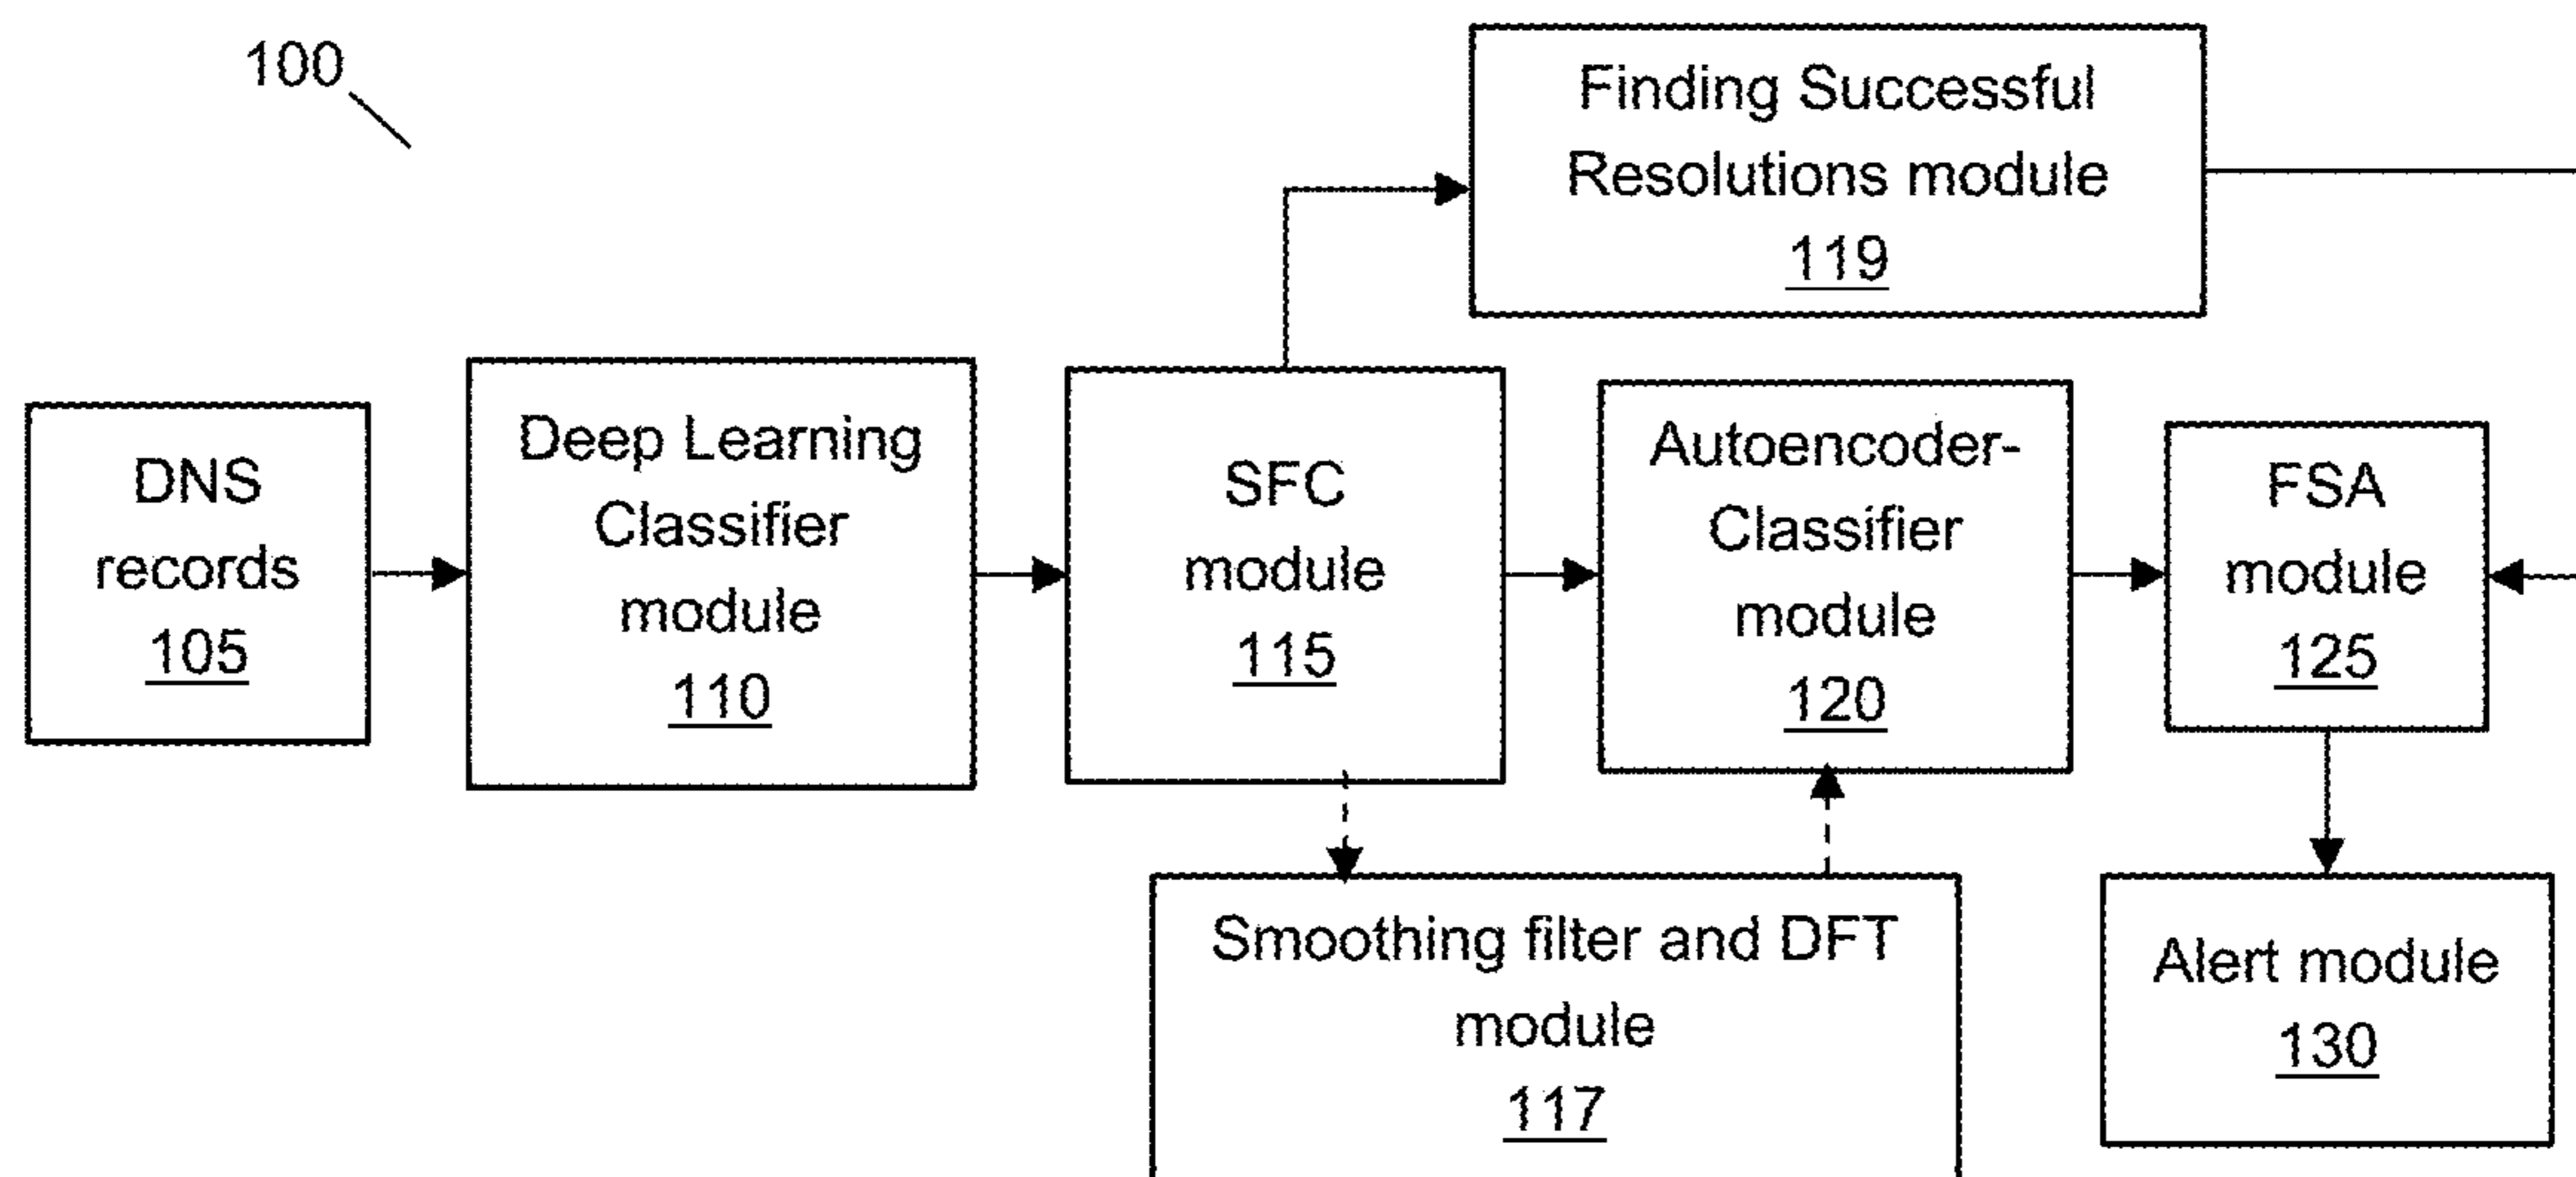 100
Finding Successful
Resolutions module
119
DNS
records
105
Deep Learning
Classifier
module
110
SFC
module
115
Autoencoder-
Classifier
module
120
FSA
module
125
Smoothing filter and DFT
module
117
Alert module
130